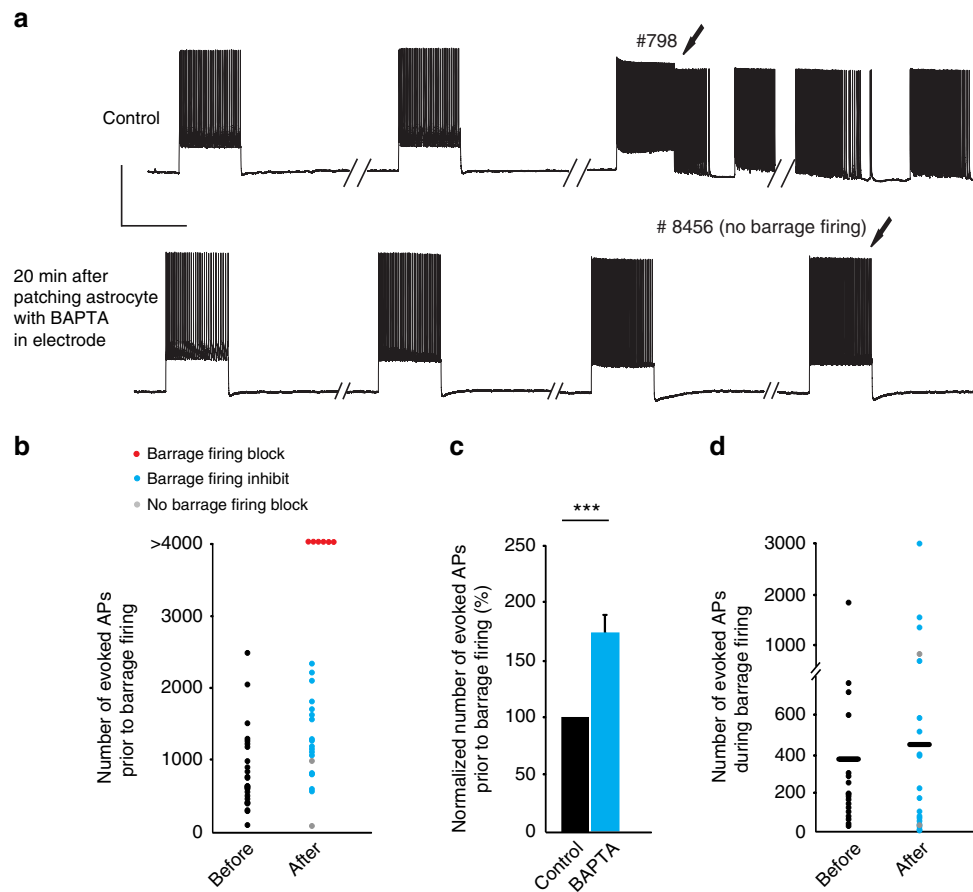 a
#798
Control
# 8456 (no barrage firing)
20 min after
patching astrocyte
with BAPTA
in electrode
b
Barrage firing block
Barrage firing inhibit
No barrage firing block
Number of evoked APs
prior to barrage firing
>4000
3000
2000
1000
0
Before
After
c
***
Normalized number of evoked APs
prior to barrage firing (%)
250
200
150
100
50
0
Control
BAPTA
d
Number of evoked APs
during barrage firing
3000
2000
1000
600
400
200
0
Before
After